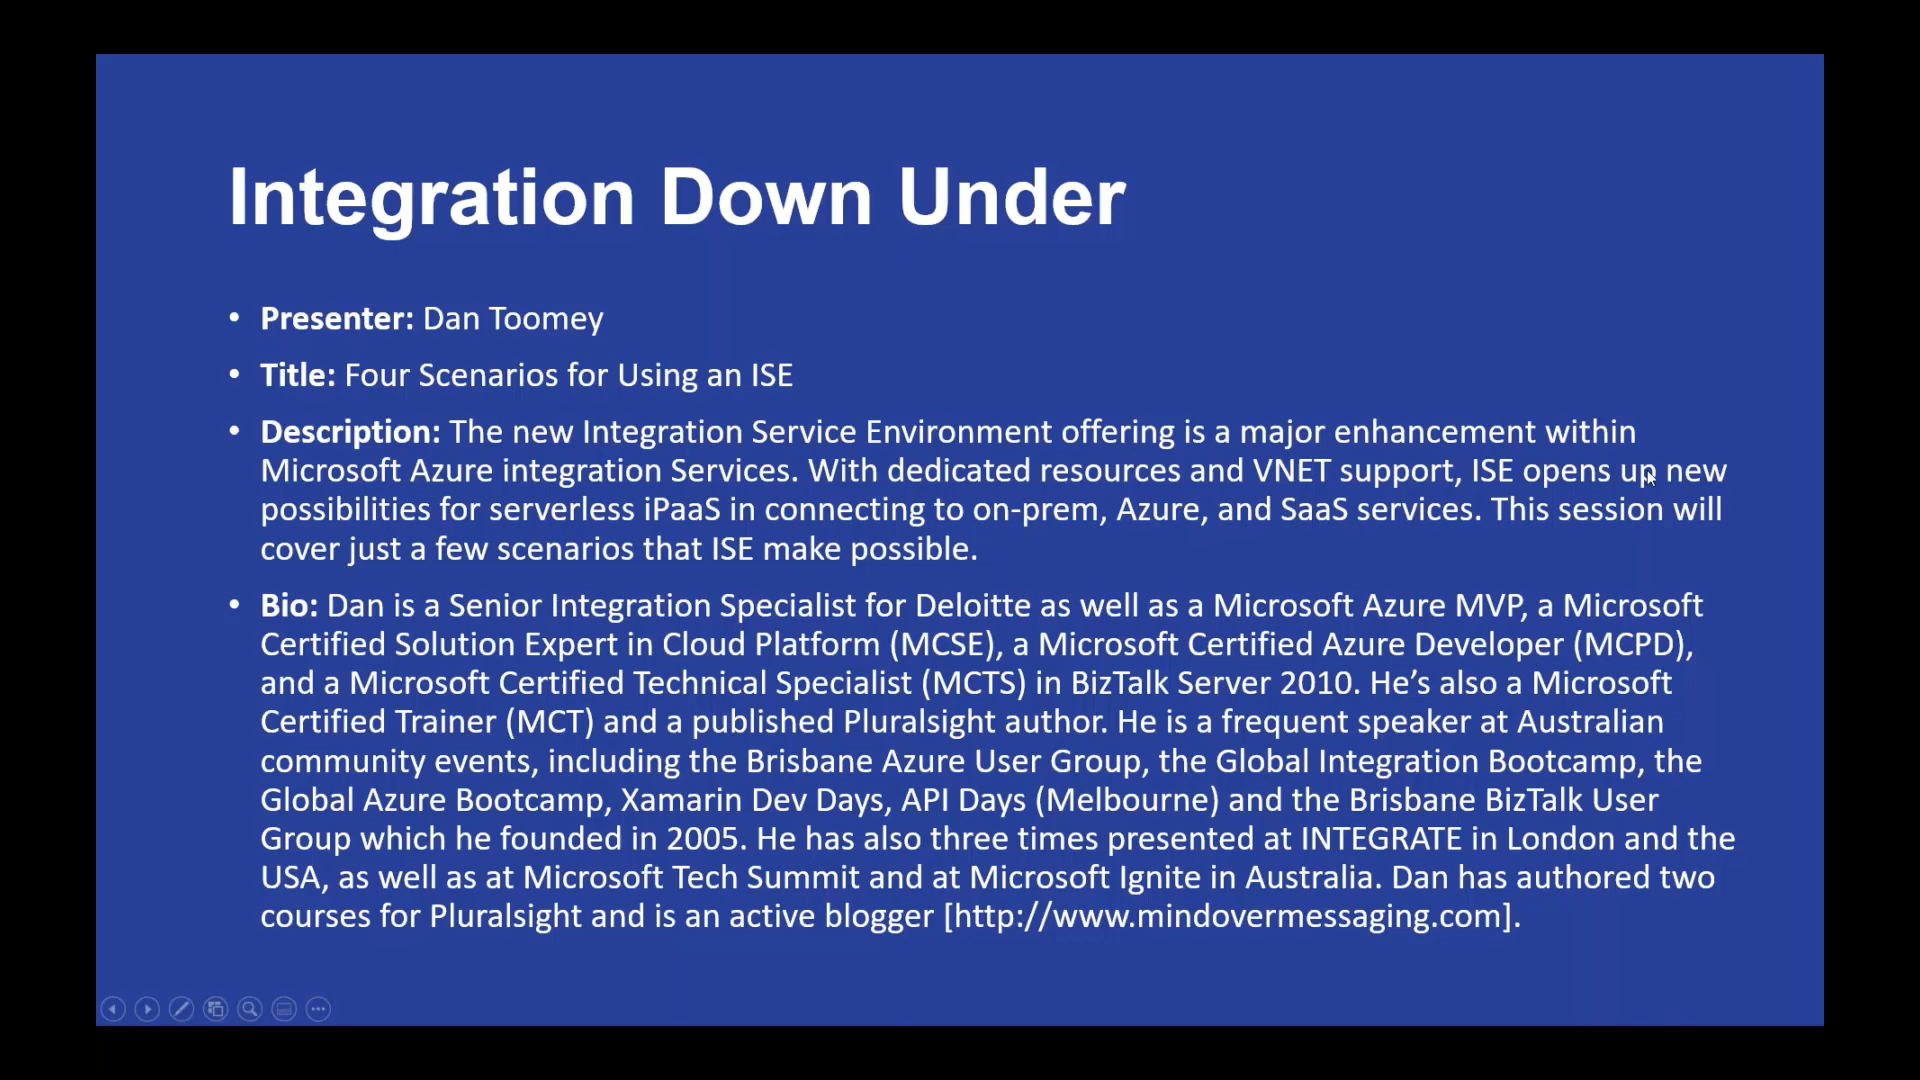 Integration Down Under
• Presenter: Dan Toomey
• Title: Four Scenarios for Using an ISE
• Description: The new Integration Service Environment offering is a major enhancement within
Microsoft Azure integration Services. With dedicated resources and VNET support, ISE opens up new
possibilities for serverless iPaaS in connecting to on-prem, Azure, and SaaS services. This session will
cover just a few scenarios that ISE make possible.
• Bio: Dan is a Senior Integration Specialist for Deloitte as well as a Microsoft Azure MVP, a Microsoft
Certified Solution Expert in Cloud Platform (MCSE), a Microsoft Certified Azure Developer (MCPD),
and a Microsoft Certified Technical Specialist (MCTS) in BizTalk Server 2010. He’s also a Microsoft
Certified Trainer (MCT) and a published Pluralsight author. He is a frequent speaker at Australian
community events, including the Brisbane Azure User Group, the Global Integration Bootcamp, the
Global Azure Bootcamp, Xamarin Dev Days, API Days (Melbourne) and the Brisbane BizTalk User
Group which he founded in 2005. He has also three times presented at INTEGRATE in London and the
USA, as well as at Microsoft Tech Summit and at Microsoft Ignite in Australia. Dan has authored two
courses for Pluralsight and is an active blogger [http://www.mindovermessaging.com].